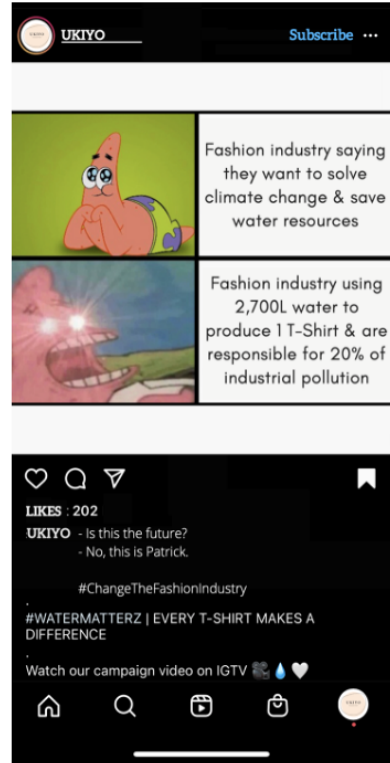 UKIYO
Subscribe ...
Fashion industry saying
they want to solve
climate change & save
water resources
Fashion industry using
2,700L water to
produce 1 T-Shirt & are
responsible for 20% of
industrial pollution
LIKES : 202
UKIYO - Is this the future?
- No, this is Patrick.
#ChangeTheFashionIndustry
.
#WATERMATTERZ | EVERY T-SHIRT MAKES A
DIFFERENCE
.
Watch our campaign video on IGTV 🎥💧🤍